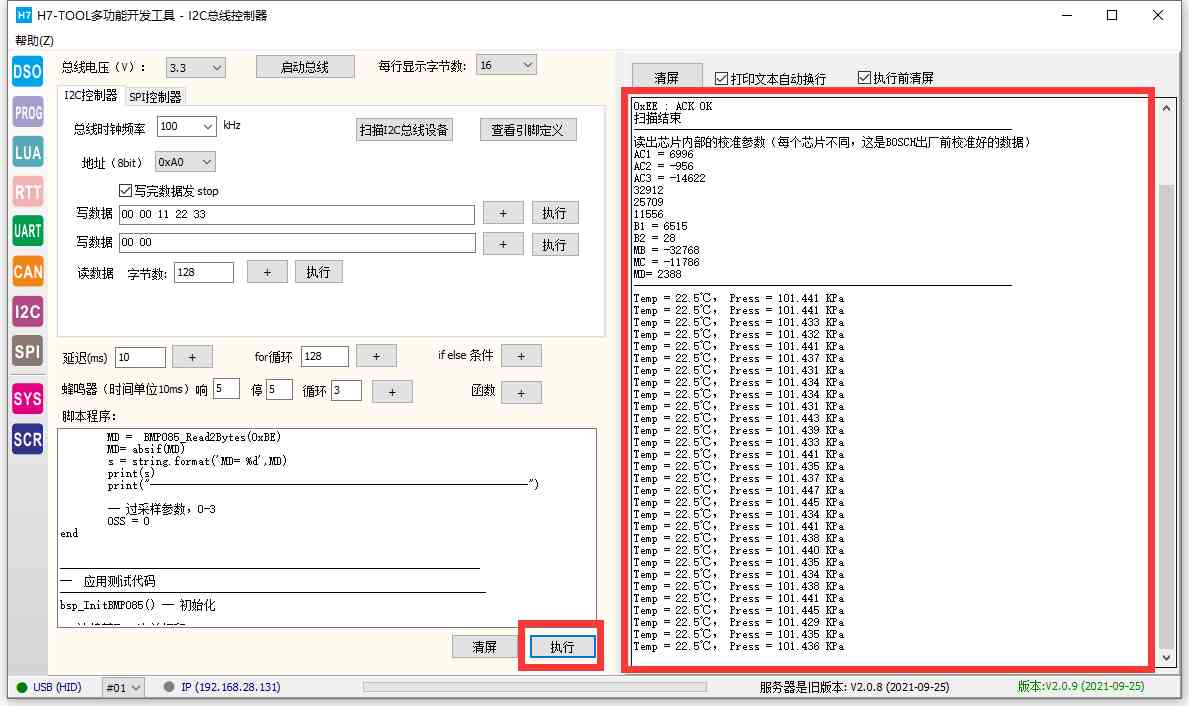 H7-TOOL多功能开发工具 - I2C总线控制器
帮助(Z)
DSO
PROG
LUA
RTT
UART
CAN
I2C
SPI
SYS
SCR
总线电压（V）： 3.3 启动总线 每行显示字节数: 16
I2C控制器 SPI控制器
总线时钟频率 100 kHz 扫描I2C总线设备 查看引脚定义
地址（8bit） 0xA0
写完数据发 stop
写数据 00 00 11 22 33 + 执行
写数据 00 00 + 执行
读数据 字节数: 128 + 执行
延迟(ms) 10 + for循环 128 + if else 条件 +
蜂鸣器（时间单位10ms）响 5 停 5 循环 3 + 函数 +
脚本程序:
MD = BMP085_Read2Bytes(0xBE)
MD= absif(MD)
s = string.format('MD= %d',MD)
print(s)
print("————————————————————————————————")
— 过采样参数，0-3
OSS = 0
end
— 应用测试代码
bsp_InitBMP085() — 初始化
清屏 执行
清屏 打印文本自动换行 执行前清屏
0xEE : ACK OK
扫描结束
读出芯片内部的校准参数（每个芯片不同，这是BOSCH出厂前校准好的数据）
AC1 = 6996
AC2 = -956
AC3 = -14622
32912
25709
11556
B1 = 6515
B2 = 28
MB = -32768
MC = -11786
MD= 2388
Temp = 22.5℃， Press = 101.441 KPa
Temp = 22.5℃， Press = 101.441 KPa
Temp = 22.5℃， Press = 101.433 KPa
Temp = 22.5℃， Press = 101.432 KPa
Temp = 22.5℃， Press = 101.441 KPa
Temp = 22.5℃， Press = 101.437 KPa
Temp = 22.5℃， Press = 101.431 KPa
Temp = 22.5℃， Press = 101.434 KPa
Temp = 22.5℃， Press = 101.434 KPa
Temp = 22.5℃， Press = 101.431 KPa
Temp = 22.5℃， Press = 101.443 KPa
Temp = 22.5℃， Press = 101.439 KPa
Temp = 22.5℃， Press = 101.433 KPa
Temp = 22.5℃， Press = 101.441 KPa
Temp = 22.5℃， Press = 101.435 KPa
Temp = 22.5℃， Press = 101.437 KPa
Temp = 22.5℃， Press = 101.447 KPa
Temp = 22.5℃， Press = 101.445 KPa
Temp = 22.5℃， Press = 101.434 KPa
Temp = 22.5℃， Press = 101.441 KPa
Temp = 22.5℃， Press = 101.438 KPa
Temp = 22.5℃， Press = 101.440 KPa
Temp = 22.5℃， Press = 101.435 KPa
Temp = 22.5℃， Press = 101.434 KPa
Temp = 22.5℃， Press = 101.438 KPa
Temp = 22.5℃， Press = 101.441 KPa
Temp = 22.5℃， Press = 101.445 KPa
Temp = 22.5℃， Press = 101.429 KPa
Temp = 22.5℃， Press = 101.435 KPa
Temp = 22.5℃， Press = 101.436 KPa
USB (HID) #01 IP (192.168.28.131) 服务器是旧版本: V2.0.8 (2021-09-25) 版本:V2.0.9 (2021-09-25)